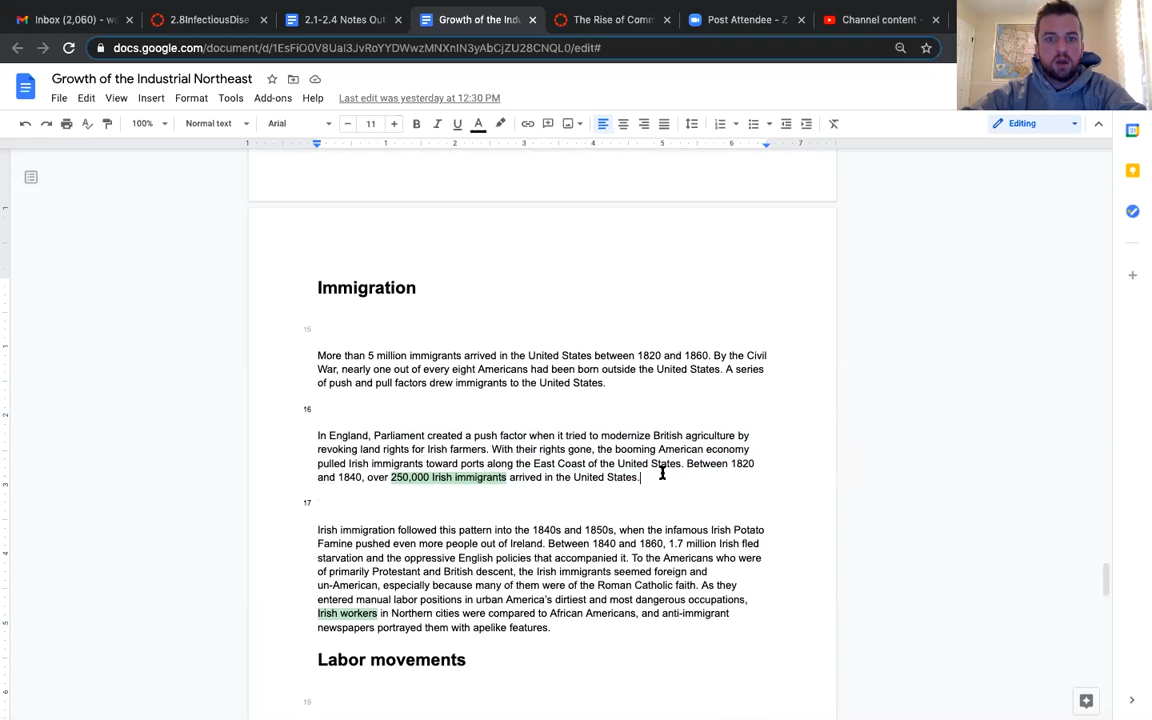 Inbox (2,060) - w
2.8InfectiousDise
2.1-2.4 Notes Out
Growth of the Indu
The Rise of Comm
Post Attendee - Z
Channel content -
docs.google.com/document/d/1EsFiO0V8UaI3JvRoYYDWwzMNXnIN3yAbCjZU28CNQL0/edit#
Growth of the Industrial Northeast
File Edit View Insert Format Tools Add-ons Help Last edit was yesterday at 12:30 PM
100% Normal text Arial 11 Editing
1 1 2 3 4 5 6 7
Immigration
15
More than 5 million immigrants arrived in the United States between 1820 and 1860. By the Civil
War, nearly one out of every eight Americans had been born outside the United States. A series
of push and pull factors drew immigrants to the United States.
16
In England, Parliament created a push factor when it tried to modernize British agriculture by
revoking land rights for Irish farmers. With their rights gone, the booming American economy
pulled Irish immigrants toward ports along the East Coast of the United States. Between 1820
and 1840, over 250,000 Irish immigrants arrived in the United States.
17
Irish immigration followed this pattern into the 1840s and 1850s, when the infamous Irish Potato
Famine pushed even more people out of Ireland. Between 1840 and 1860, 1.7 million Irish fled
starvation and the oppressive English policies that accompanied it. To the Americans who were
of primarily Protestant and British descent, the Irish immigrants seemed foreign and
un-American, especially because many of them were of the Roman Catholic faith. As they
entered manual labor positions in urban America's dirtiest and most dangerous occupations,
Irish workers in Northern cities were compared to African Americans, and anti-immigrant
newspapers portrayed them with apelike features.
Labor movements
19